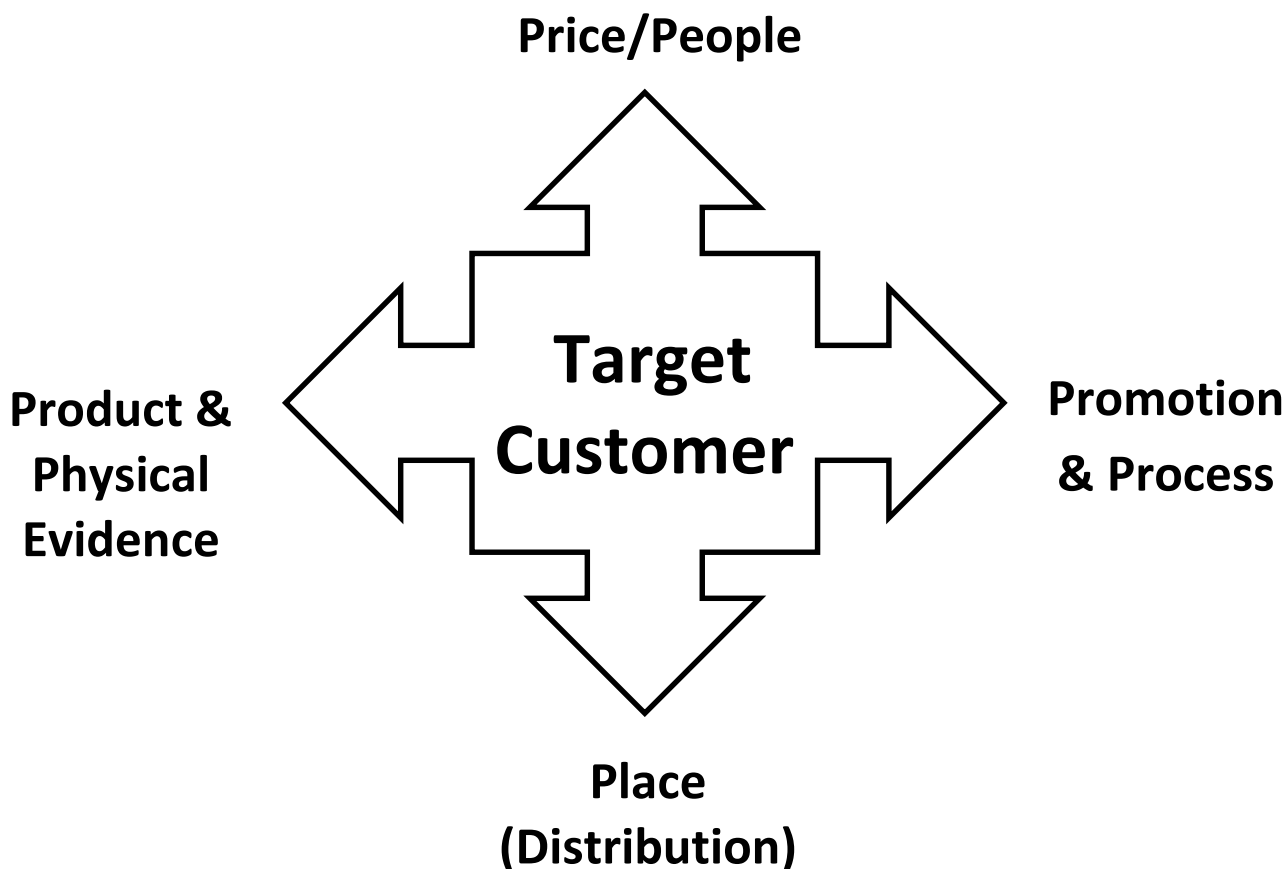 Price/People
Target
Customer
Product &
Physical
Evidence
Promotion
& Process
Place
(Distribution)